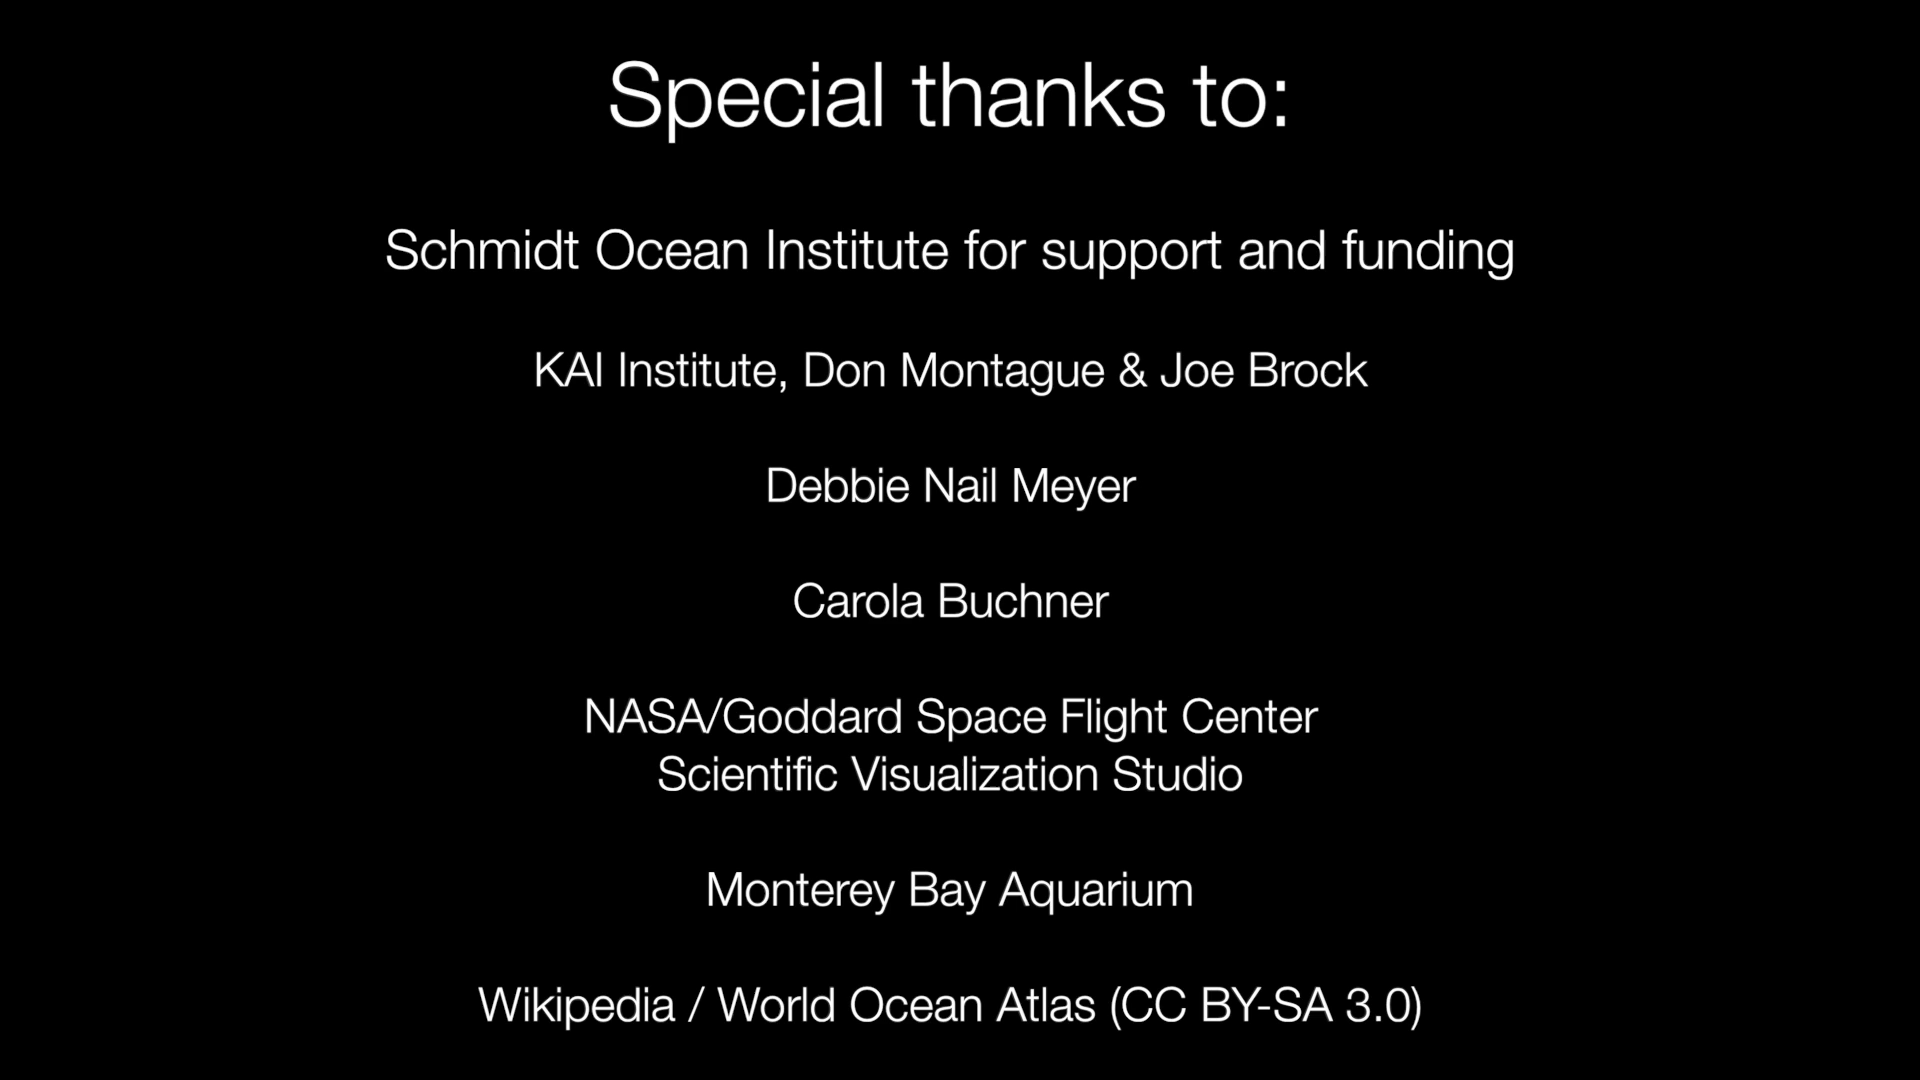 Special thanks to:
Schmidt Ocean Institute for support and funding
KAI Institute, Don Montague & Joe Brock
Debbie Nail Meyer
Carola Buchner
NASA/Goddard Space Flight Center
Scientific Visualization Studio
Monterey Bay Aquarium
Wikipedia / World Ocean Atlas (CC BY-SA 3.0)